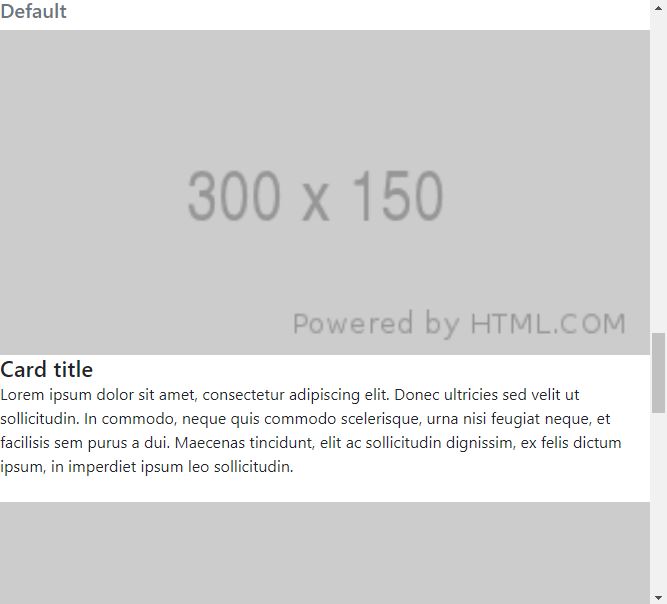 Default
300 x 150
Powered by HTML.COM
Card title
Lorem ipsum dolor sit amet, consectetur adipiscing elit. Donec ultricies sed velit ut
sollicitudin. In commodo, neque quis commodo scelerisque, urna nisi feugiat neque, et
facilisis sem purus a dui. Maecenas tincidunt, elit ac sollicitudin dignissim, ex felis dictum
ipsum, in imperdiet ipsum leo sollicitudin.